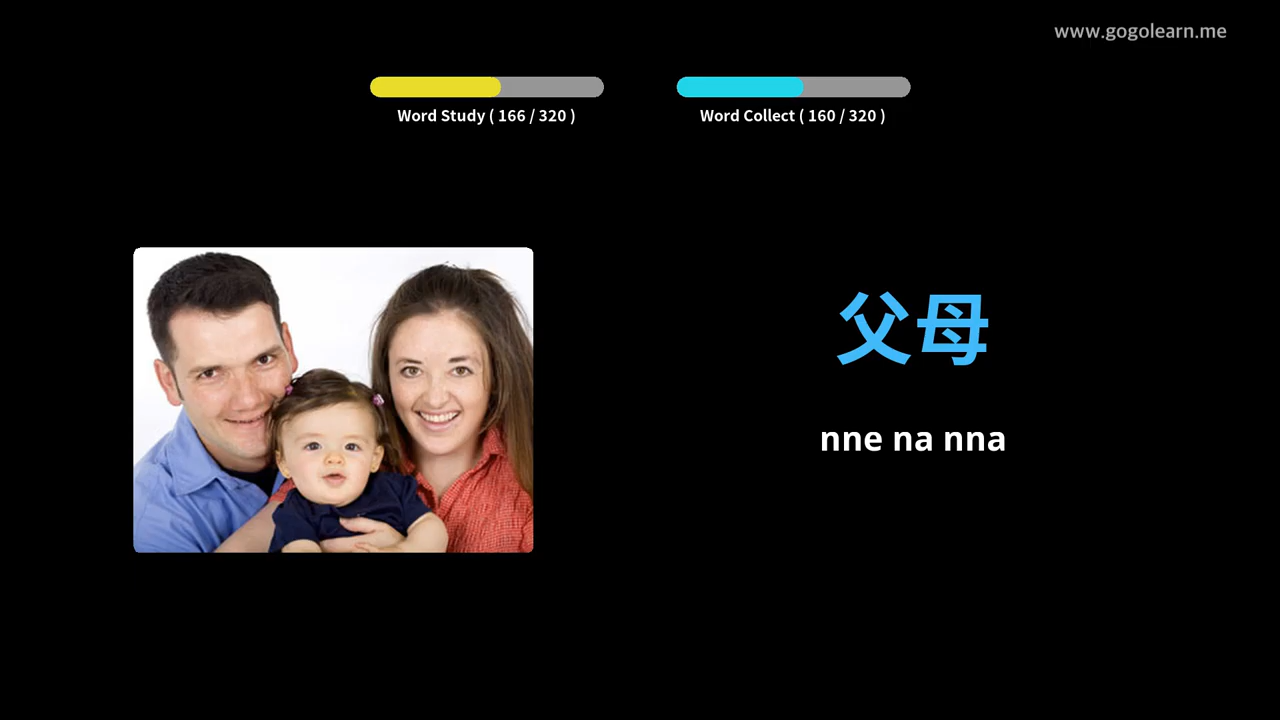 www.gogolearn.me
Word Study ( 166 / 320 )
Word Collect ( 160 / 320 )
父母
nne na nna